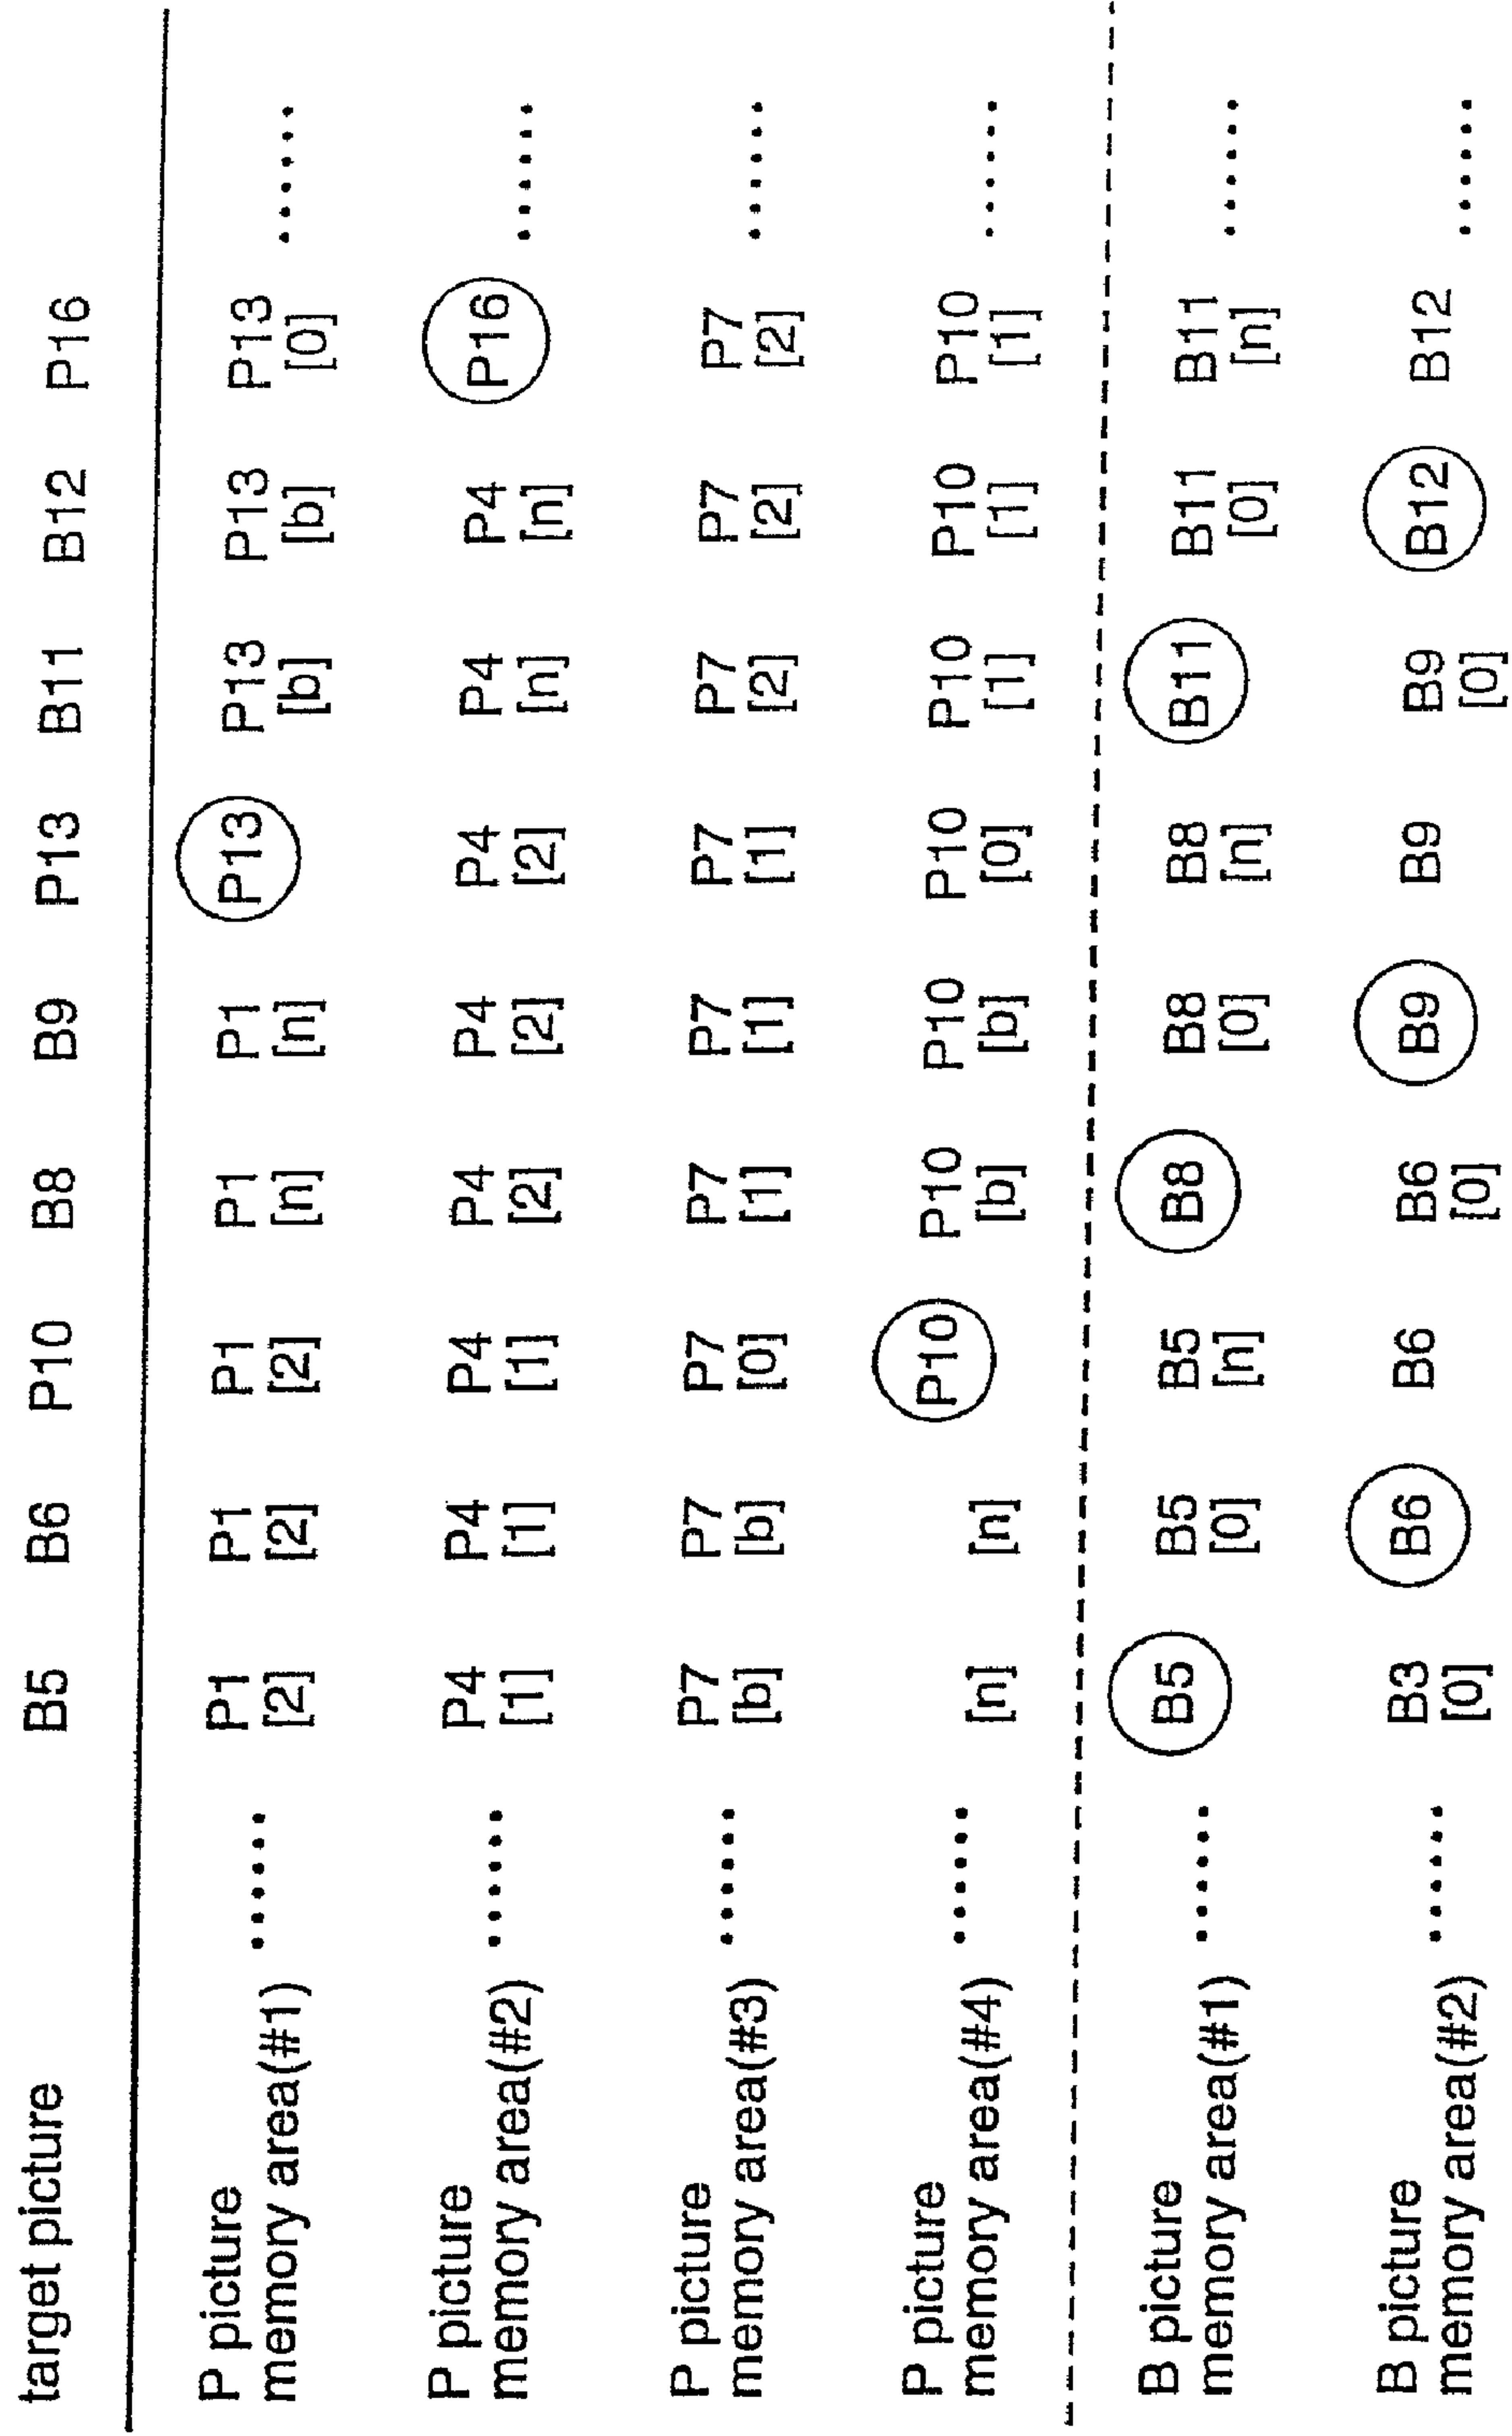 target picture B5 B6 P10 B8 B9 P13 B11 B12 P16
P picture ...... P1 P1 P1 P1 P1 P13 P13 P13 P13
memory area(#1) [2] [2] [2] [n] [n] [b] [b] [0]
P picture ...... P4 P4 P4 P4 P4 P4 P4 P4 P16 ......
memory area(#2) [1] [1] [1] [2] [2] [2] [n] [n]
P picture ...... P7 P7 P7 P7 P7 P7 P7 P7 P7 ......
memory area(#3) [b] [b] [0] [1] [1] [1] [2] [2] [2]
P picture ...... P10 P10 P10 P10 P10 P10 P10 ......
memory area(#4) [n] [n] [b] [b] [0] [1] [1] [1]
B picture ...... B5 B5 B5 B8 B8 B8 B11 B11 B11 ......
memory area(#1) [0] [n] [0] [n] [0] [n]
B picture ...... B3 B6 B6 B6 B9 B9 B9 B12 B12 ......
memory area(#2) [0] [0] [0]